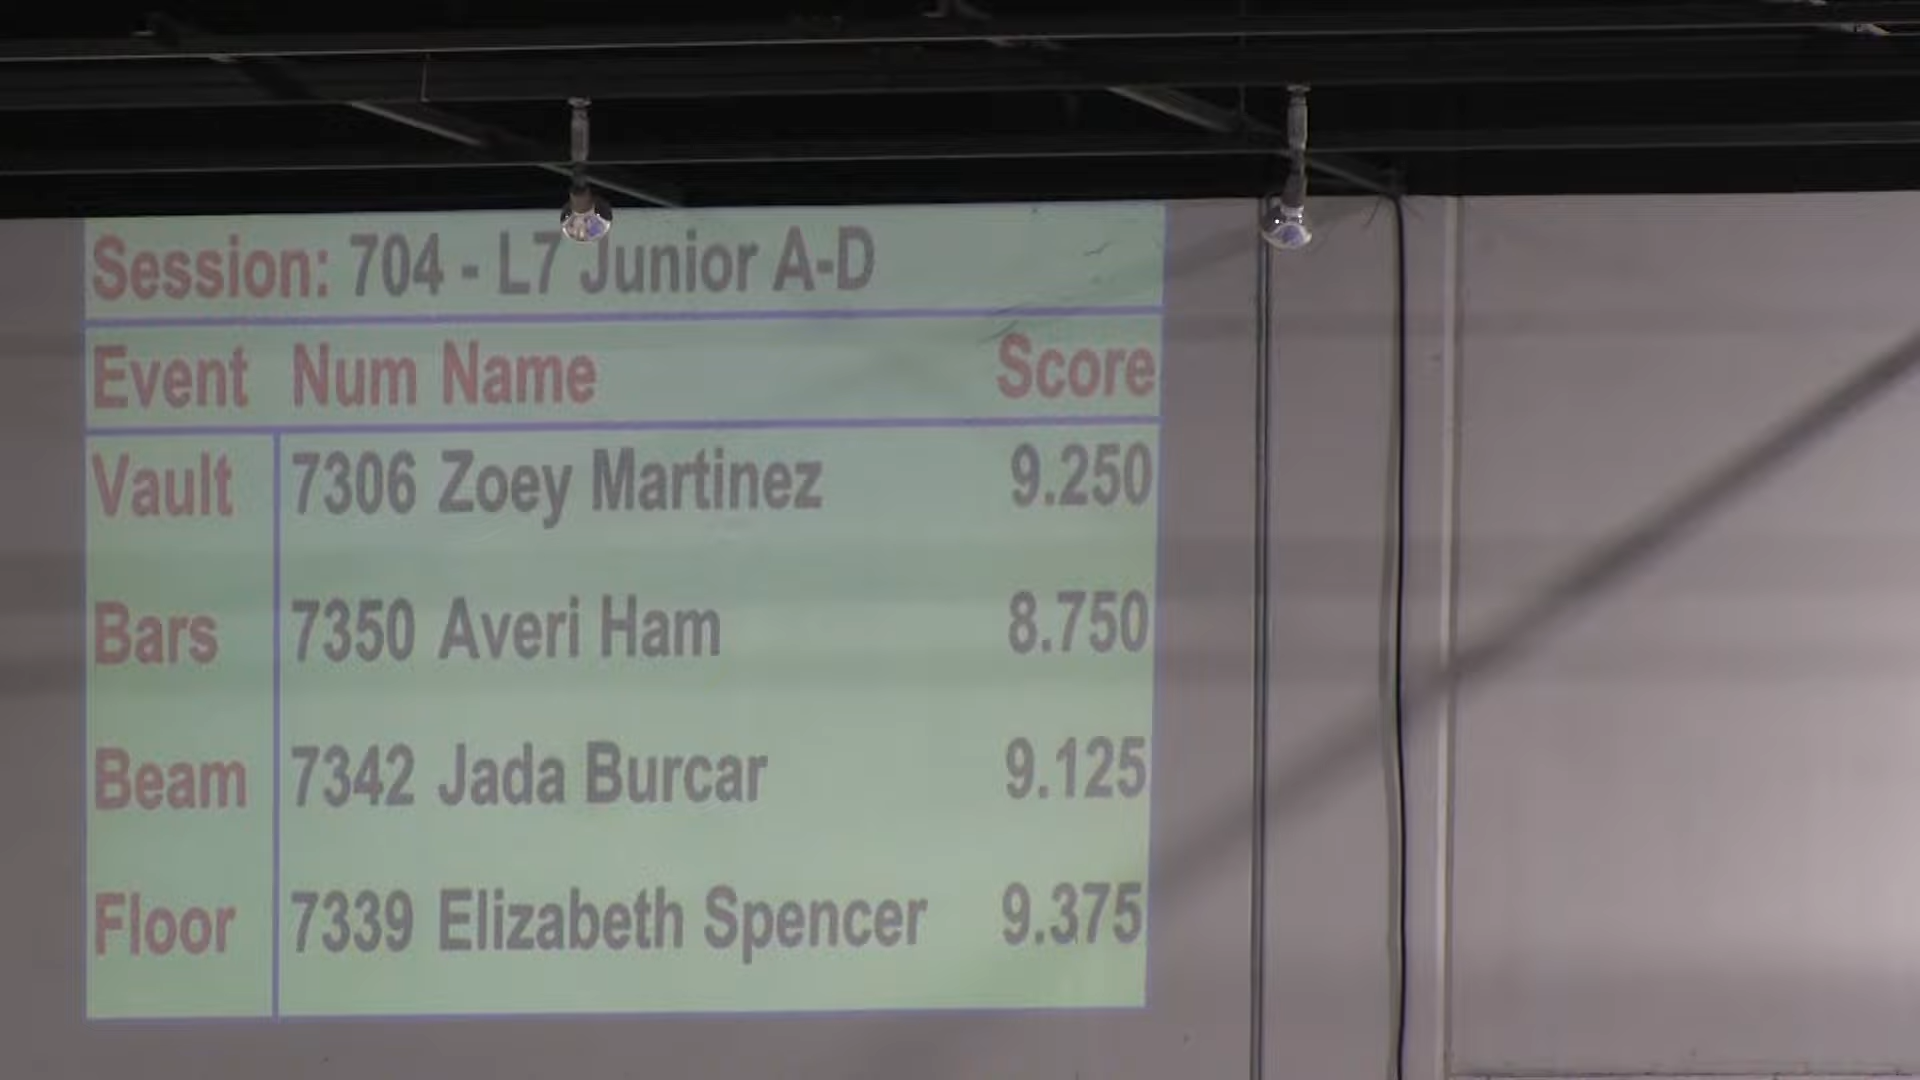 Session: 704 - L7 Junior A-D
Event Num Name Score
Vault 7306 Zoey Martinez 9.250
Bars 7350 Averi Ham 8.750
Beam 7342 Jada Burcar 9.125
Floor 7339 Elizabeth Spencer 9.375